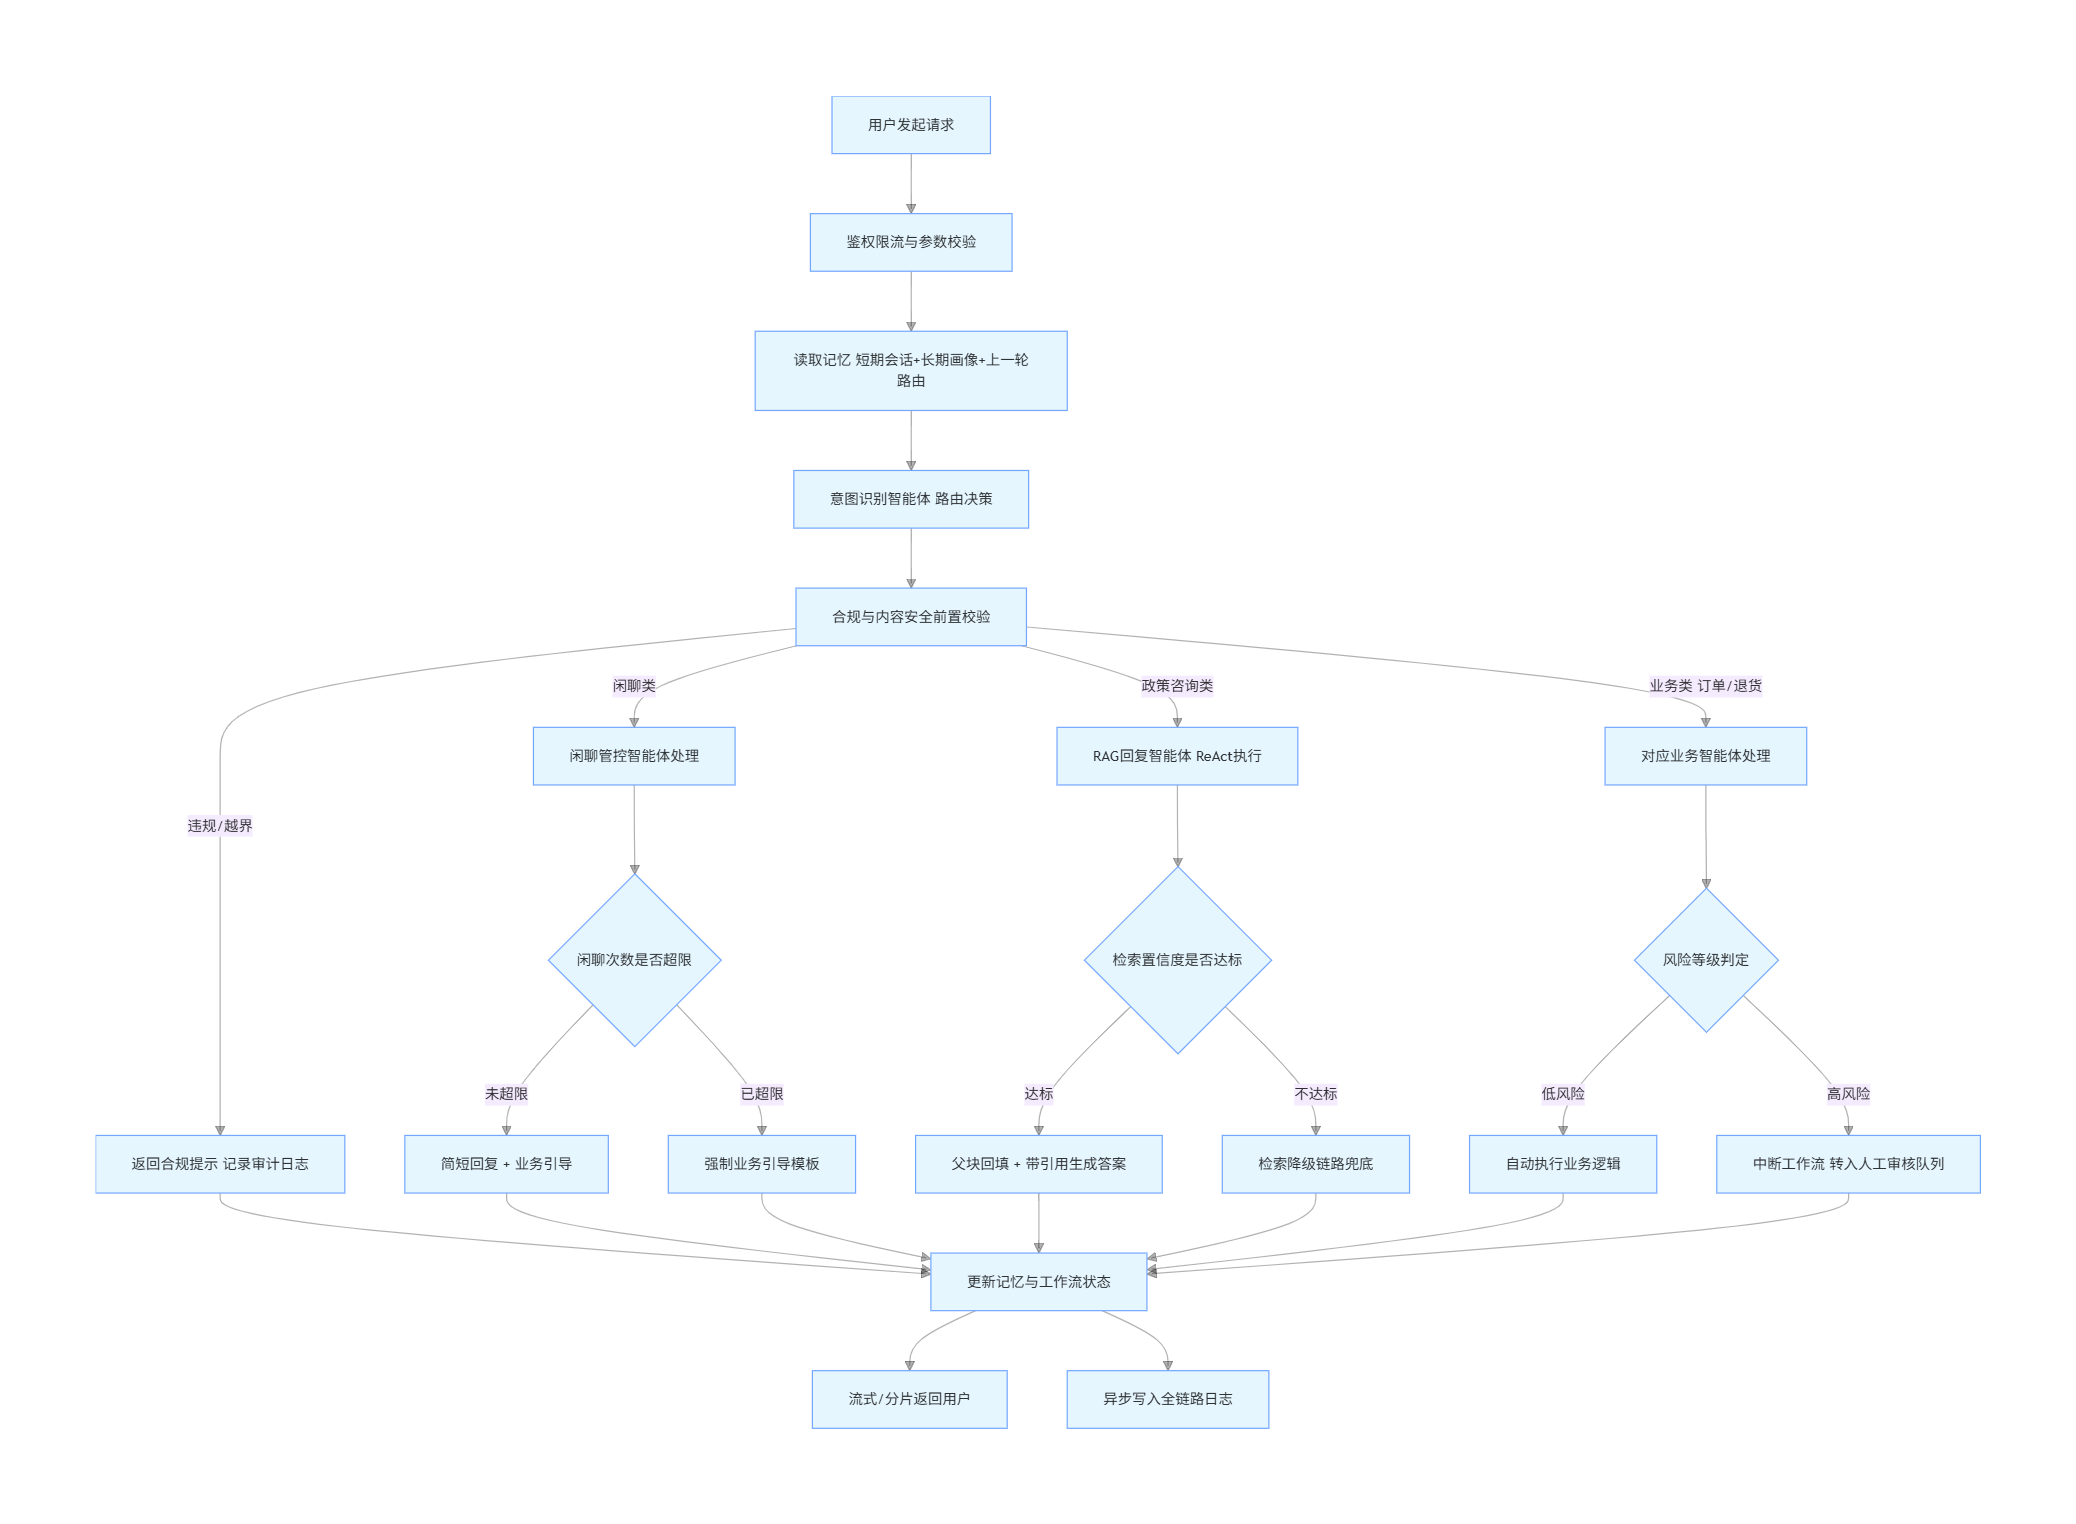 用户发起请求
鉴权限流与参数校验
读取记忆 短期会话+长期画像+上一轮
路由
意图识别智能体 路由决策
合规与内容安全前置校验
闲聊类
政策咨询类
业务类 订单/退货
闲聊管控智能体处理
RAG回复智能体 ReAct执行
对应业务智能体处理
违规/越界
闲聊次数是否超限
检索置信度是否达标
风险等级判定
未超限
已超限
达标
不达标
低风险
高风险
返回合规提示 记录审计日志
简短回复 + 业务引导
强制业务引导模板
父块回填 + 带引用生成答案
检索降级链路兜底
自动执行业务逻辑
中断工作流 转入人工审核队列
更新记忆与工作流状态
流式/分片返回用户
异步写入全链路日志